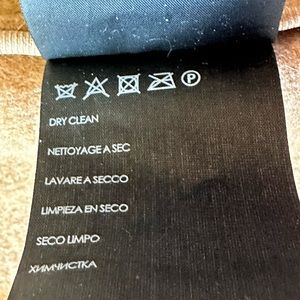 P
DRY CLEAN
NETTOYAGE A SEC
LAVARE A SECCO
LIMPIEZA EN SECO
SECO LIMPO
ХИМЧИСТКА